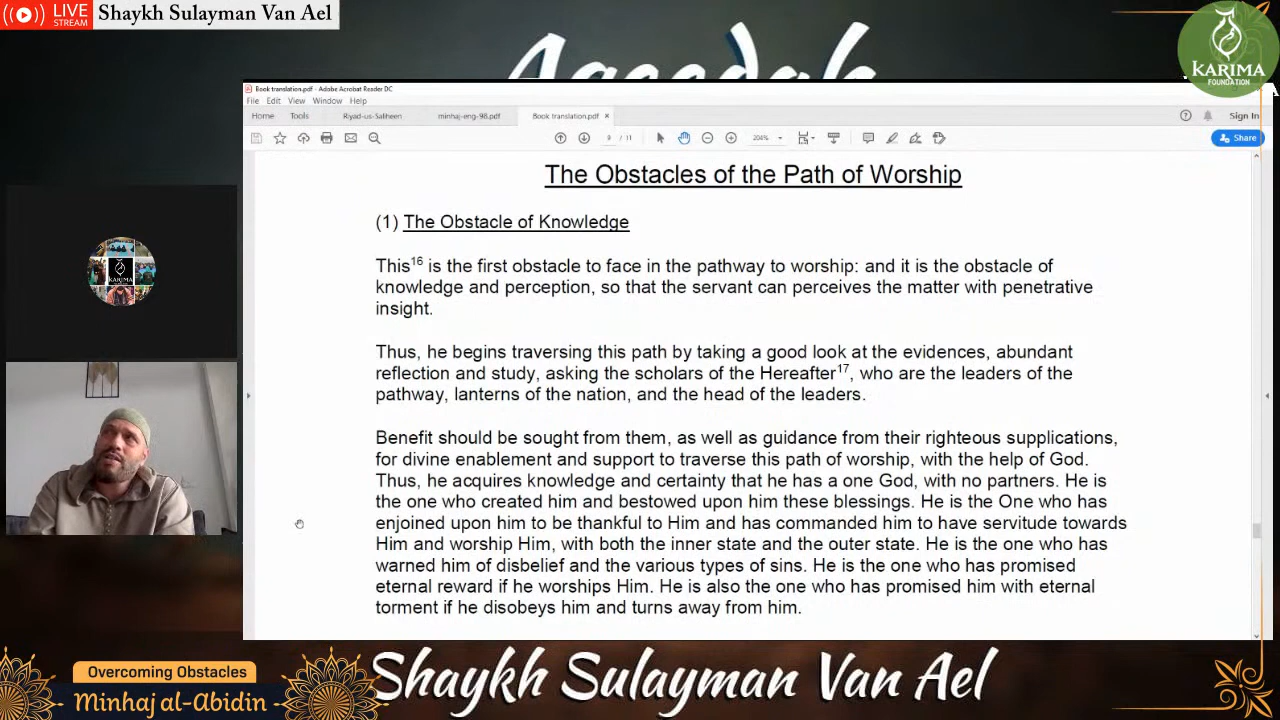 LIVE
STREAM
Shaykh Sulayman Van Ael
Aqeedah
KARIMA
FOUNDATION
Book translation.pdf - Adobe Acrobat Reader DC
File Edit View Window Help
Home Tools Riyad-us-Saliheen minhaj-eng-98.pdf Book translation.pdf × Sign In
9 / 11 204% Share
The Obstacles of the Path of Worship
(1) The Obstacle of Knowledge
This16 is the first obstacle to face in the pathway to worship: and it is the obstacle of
knowledge and perception, so that the servant can perceives the matter with penetrative
insight.
Thus, he begins traversing this path by taking a good look at the evidences, abundant
reflection and study, asking the scholars of the Hereafter17, who are the leaders of the
pathway, lanterns of the nation, and the head of the leaders.
Benefit should be sought from them, as well as guidance from their righteous supplications,
for divine enablement and support to traverse this path of worship, with the help of God.
Thus, he acquires knowledge and certainty that he has a one God, with no partners. He is
the one who created him and bestowed upon him these blessings. He is the One who has
enjoined upon him to be thankful to Him and has commanded him to have servitude towards
Him and worship Him, with both the inner state and the outer state. He is the one who has
warned him of disbelief and the various types of sins. He is the one who has promised
eternal reward if he worships Him. He is also the one who has promised him with eternal
torment if he disobeys him and turns away from him.
KARIMA
Overcoming Obstacles
Minhaj al-Abidin
Shaykh Sulayman Van Ael